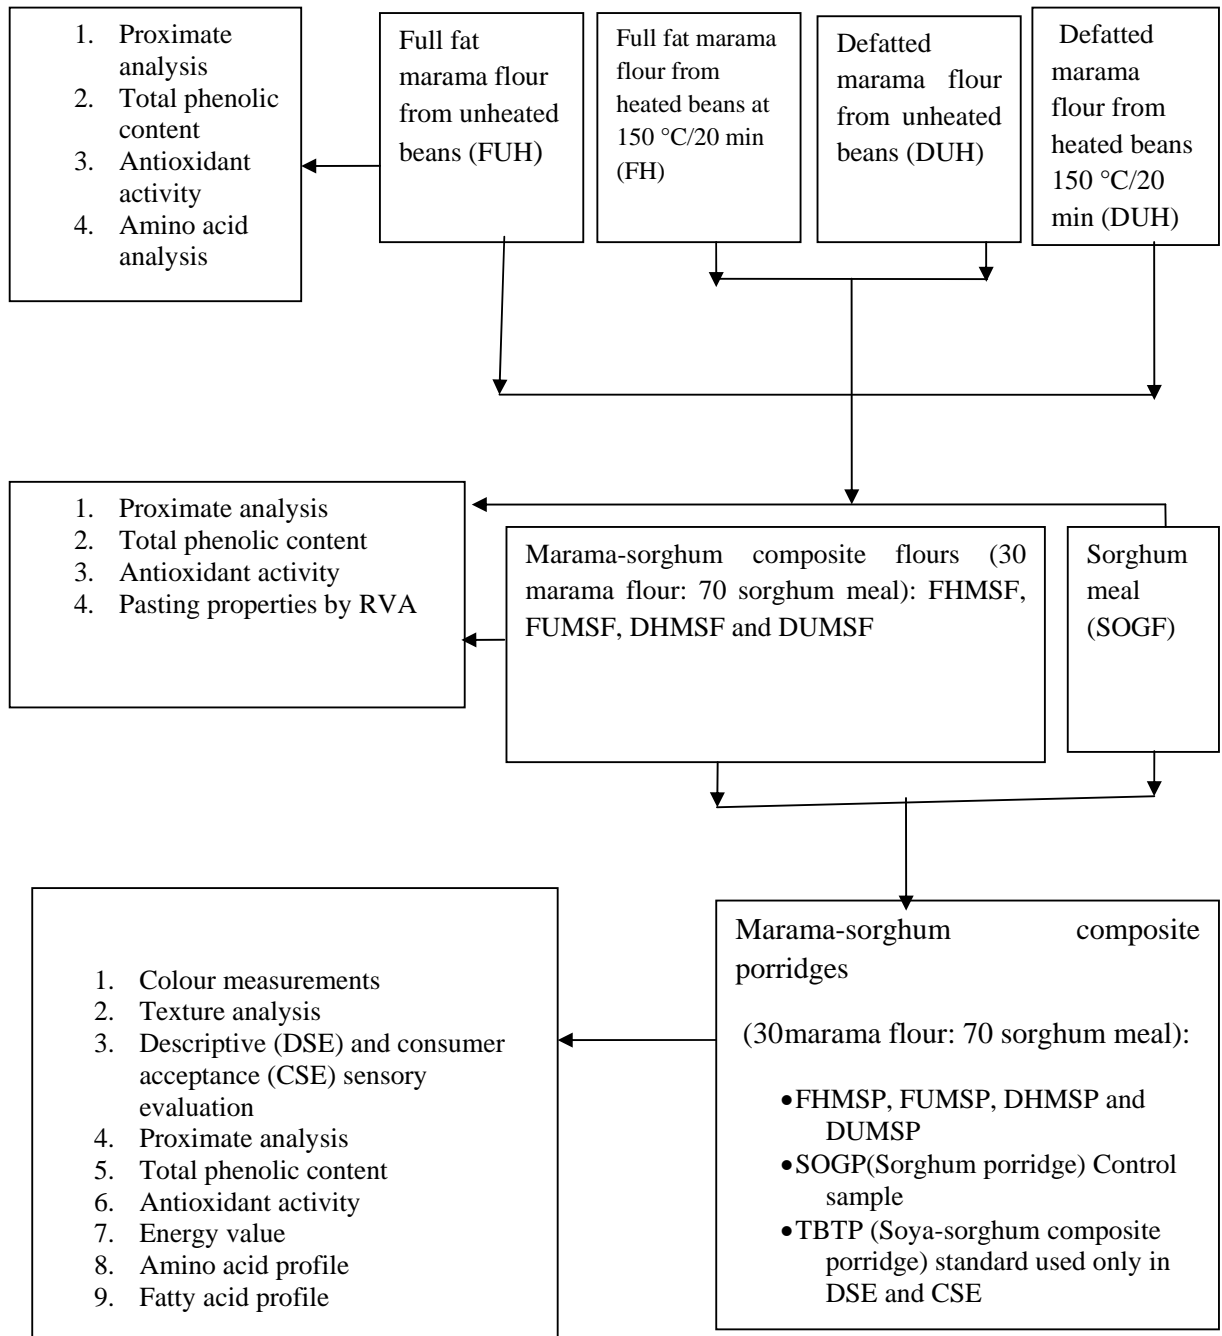 1. Proximate
analysis
2. Total phenolic
content
3. Antioxidant
activity
4. Amino acid
analysis
Full fat
marama flour
from unheated
beans (FUH)
Full fat marama
flour from
heated beans at
150 °C/20 min
(FH)
Defatted
marama flour
from unheated
beans (DUH)
Defatted
marama
flour from
heated beans
150 °C/20
min (DUH)
1. Proximate analysis
2. Total phenolic content
3. Antioxidant activity
4. Pasting properties by RVA
Marama-sorghum composite flours (30
marama flour: 70 sorghum meal): FHMSF,
FUMSF, DHMSF and DUMSF
Sorghum
meal
(SOGF)
1. Colour measurements
2. Texture analysis
3. Descriptive (DSE) and consumer
acceptance (CSE) sensory
evaluation
4. Proximate analysis
5. Total phenolic content
6. Antioxidant activity
7. Energy value
8. Amino acid profile
9. Fatty acid profile
Marama-sorghum composite
porridges
(30marama flour: 70 sorghum meal):
•FHMSP, FUMSP, DHMSP and
DUMSP
•SOGP(Sorghum porridge) Control
sample
•TBTP (Soya-sorghum composite
porridge) standard used only in
DSE and CSE